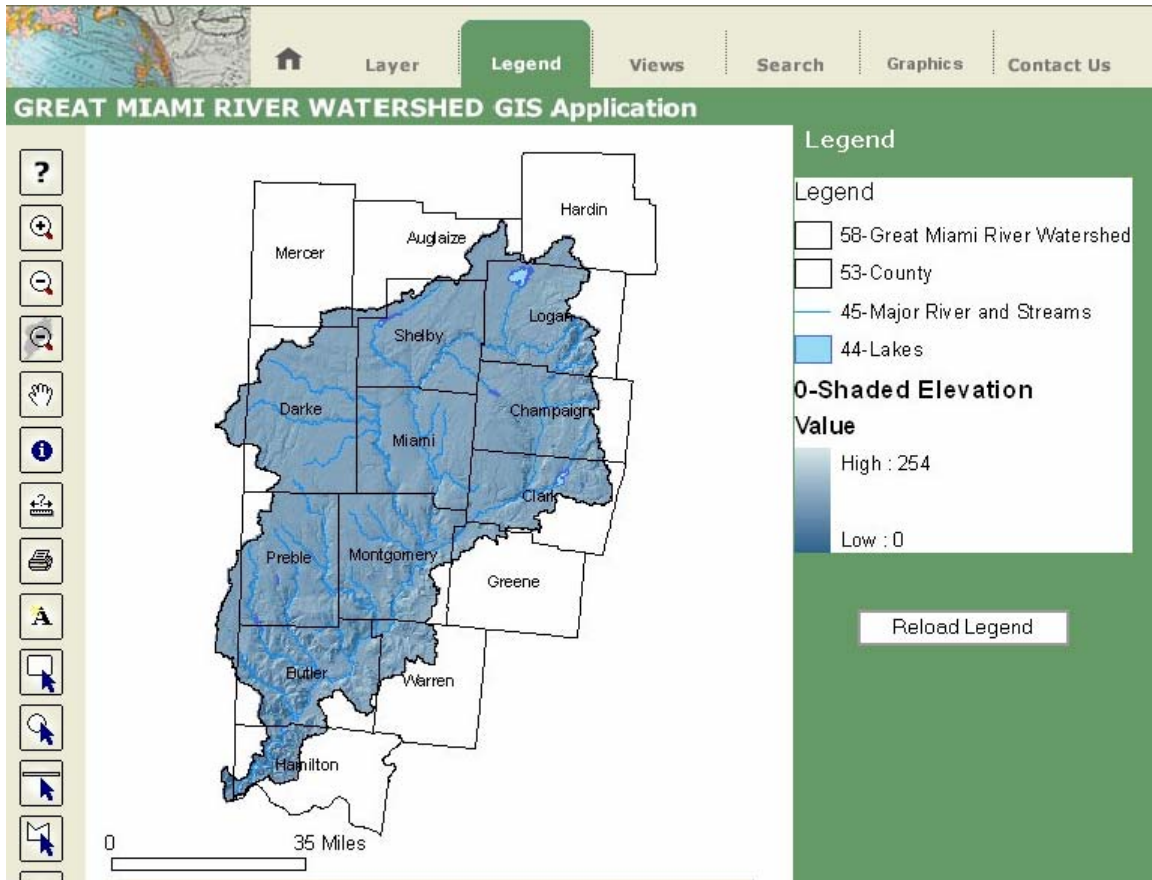 Layer
Legend
Views
Search
Graphics
Contact Us
GREAT MIAMI RIVER WATERSHED GIS Application
Legend
Legend
58-Great Miami River Watershed
53-County
45-Major River and Streams
44-Lakes
0-Shaded Elevation
Value
High : 254
Low : 0
Reload Legend
?
i
?
A
Hardin
Auglaize
Mercer
Logan
Shelby
Darke
Champaign
Miami
Clark
Preble
Montgomery
Greene
Butler
Warren
Hamilton
0 35 Miles